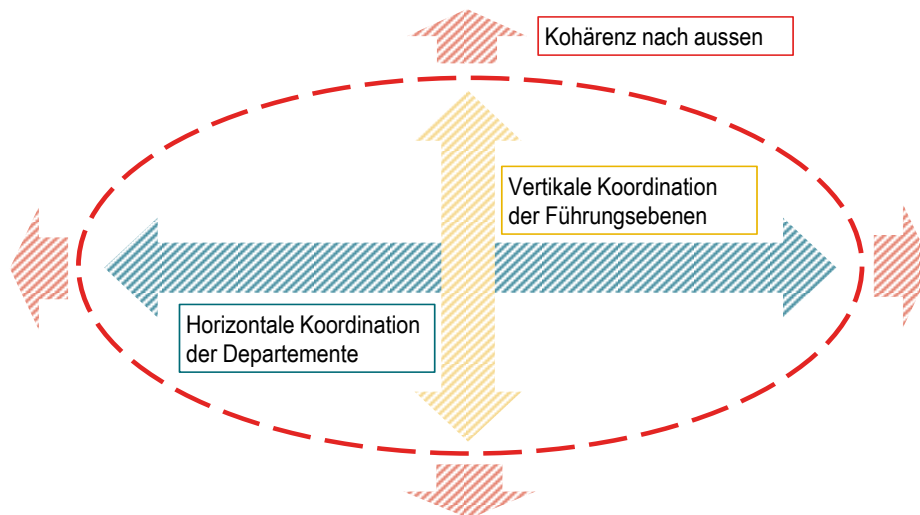 Kohärenz nach aussen
Vertikale Koordination
der Führungsebenen
Horizontale Koordination
der Departemente